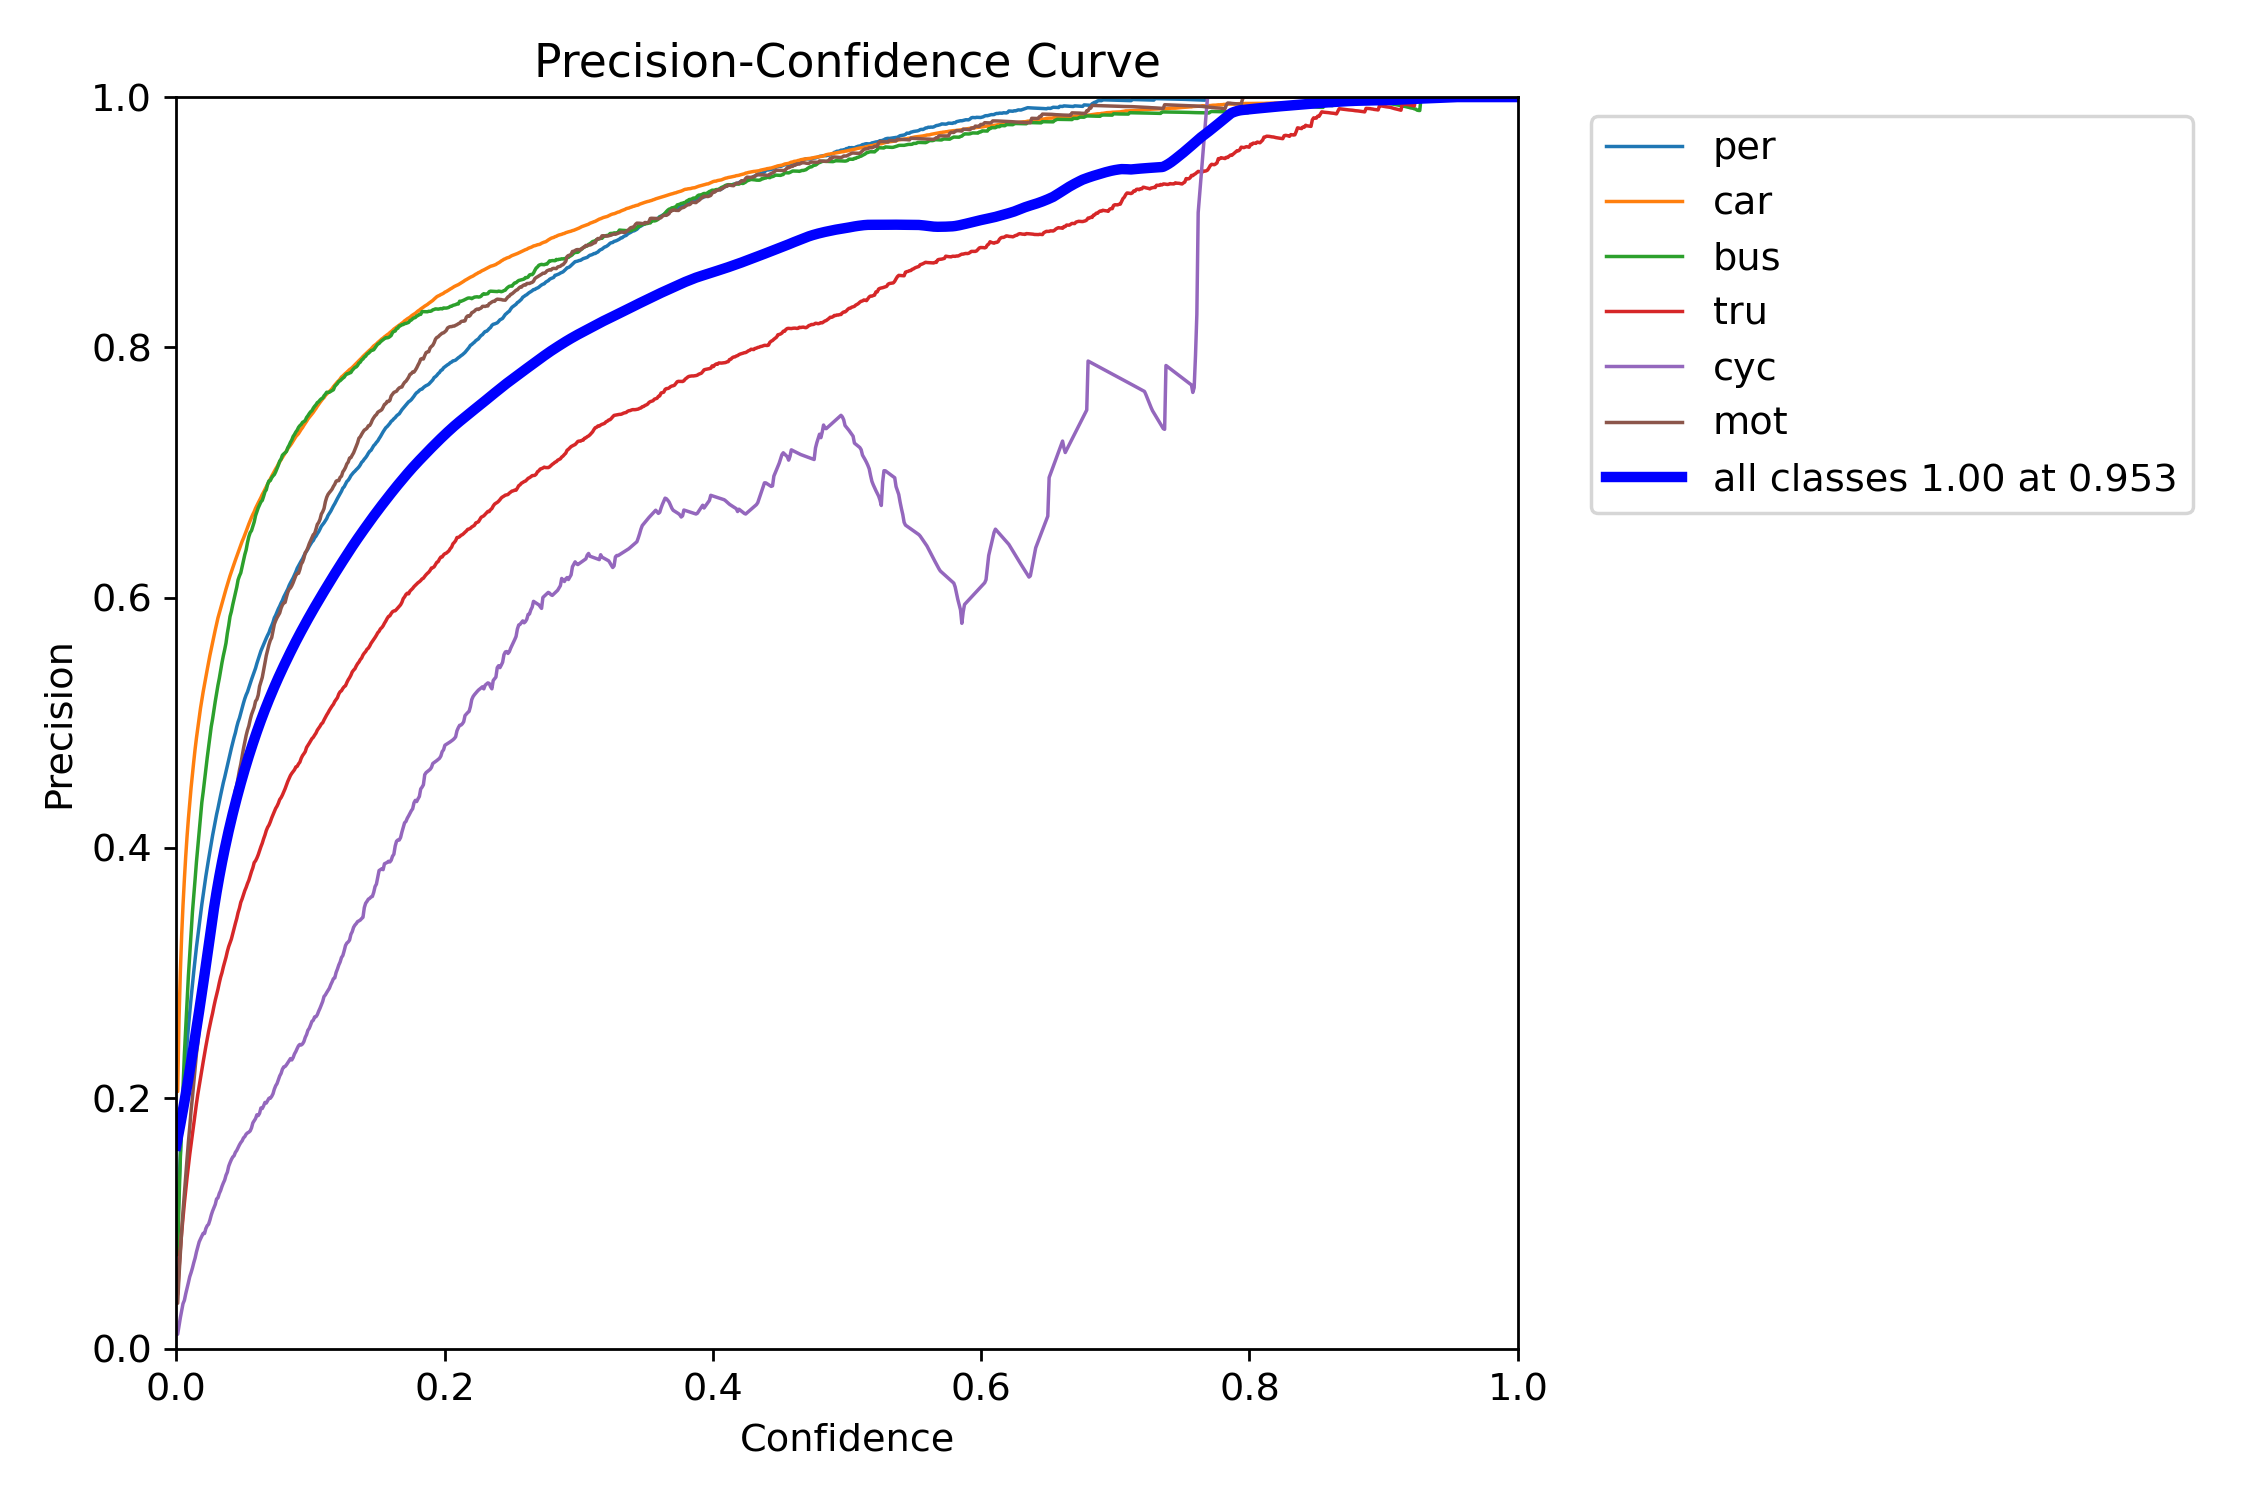 Precision-Confidence Curve
1.0
0.8
0.6
0.4
0.2
0.0
Precision
0.0 0.2 0.4 0.6 0.8 1.0
Confidence
per
car
bus
tru
cyc
mot
all classes 1.00 at 0.953